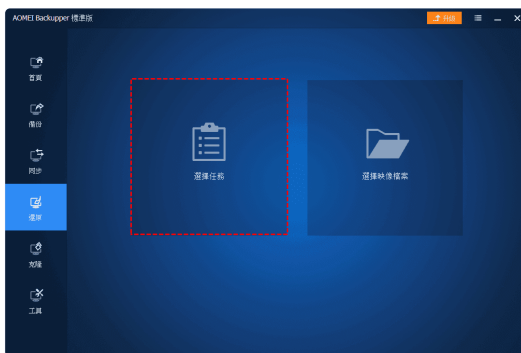 AOMEI Backupper 標準版
升級
首頁
備份
同步
還原
克隆
工具
選擇任務
選擇映像檔案